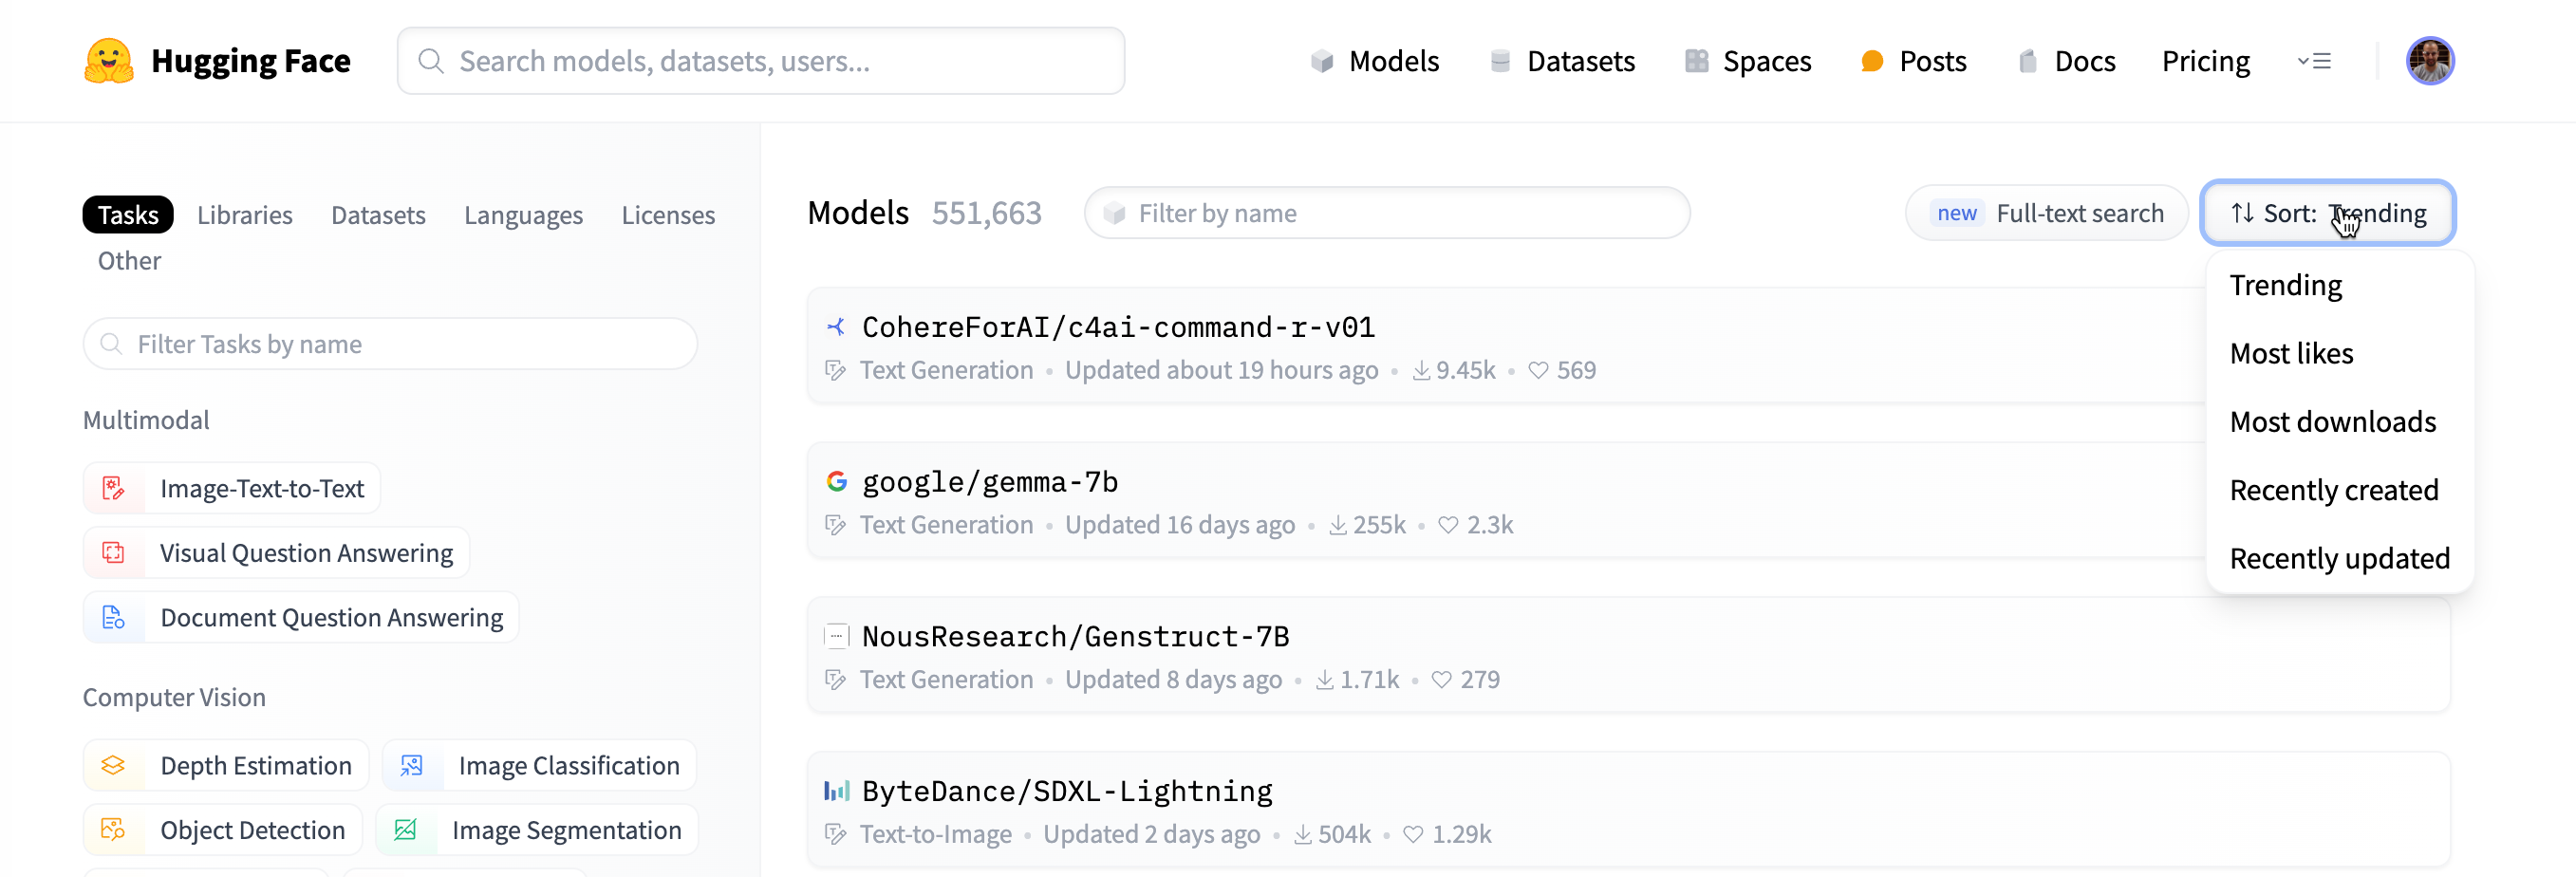 Hugging Face
Search models, datasets, users...
Models
Datasets
Spaces
Posts
Docs
Pricing
Tasks Libraries Datasets Languages Licenses
Other
Filter Tasks by name
Multimodal
Image-Text-to-Text
Visual Question Answering
Document Question Answering
Computer Vision
Depth Estimation
Image Classification
Object Detection
Image Segmentation
Models 551,663
Filter by name
new Full-text search
Sort: Trending
Trending
Most likes
Most downloads
Recently created
Recently updated
CohereForAI/c4ai-command-r-v01
Text Generation • Updated about 19 hours ago • 9.45k • 569
google/gemma-7b
Text Generation • Updated 16 days ago • 255k • 2.3k
NousResearch/Genstruct-7B
Text Generation • Updated 8 days ago • 1.71k • 279
ByteDance/SDXL-Lightning
Text-to-Image • Updated 2 days ago • 504k • 1.29k